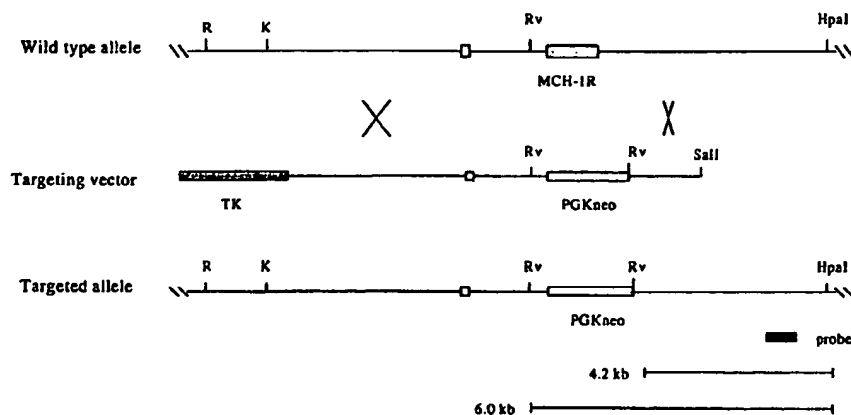 R K Rv HpaI
Wild type allele
MCH-1R
Rv Rv SalI
Targeting vector
TK PGKneo
R K Rv Rv HpaI
Targeted allele
PGKneo
probe
4.2 kb
6.0 kb